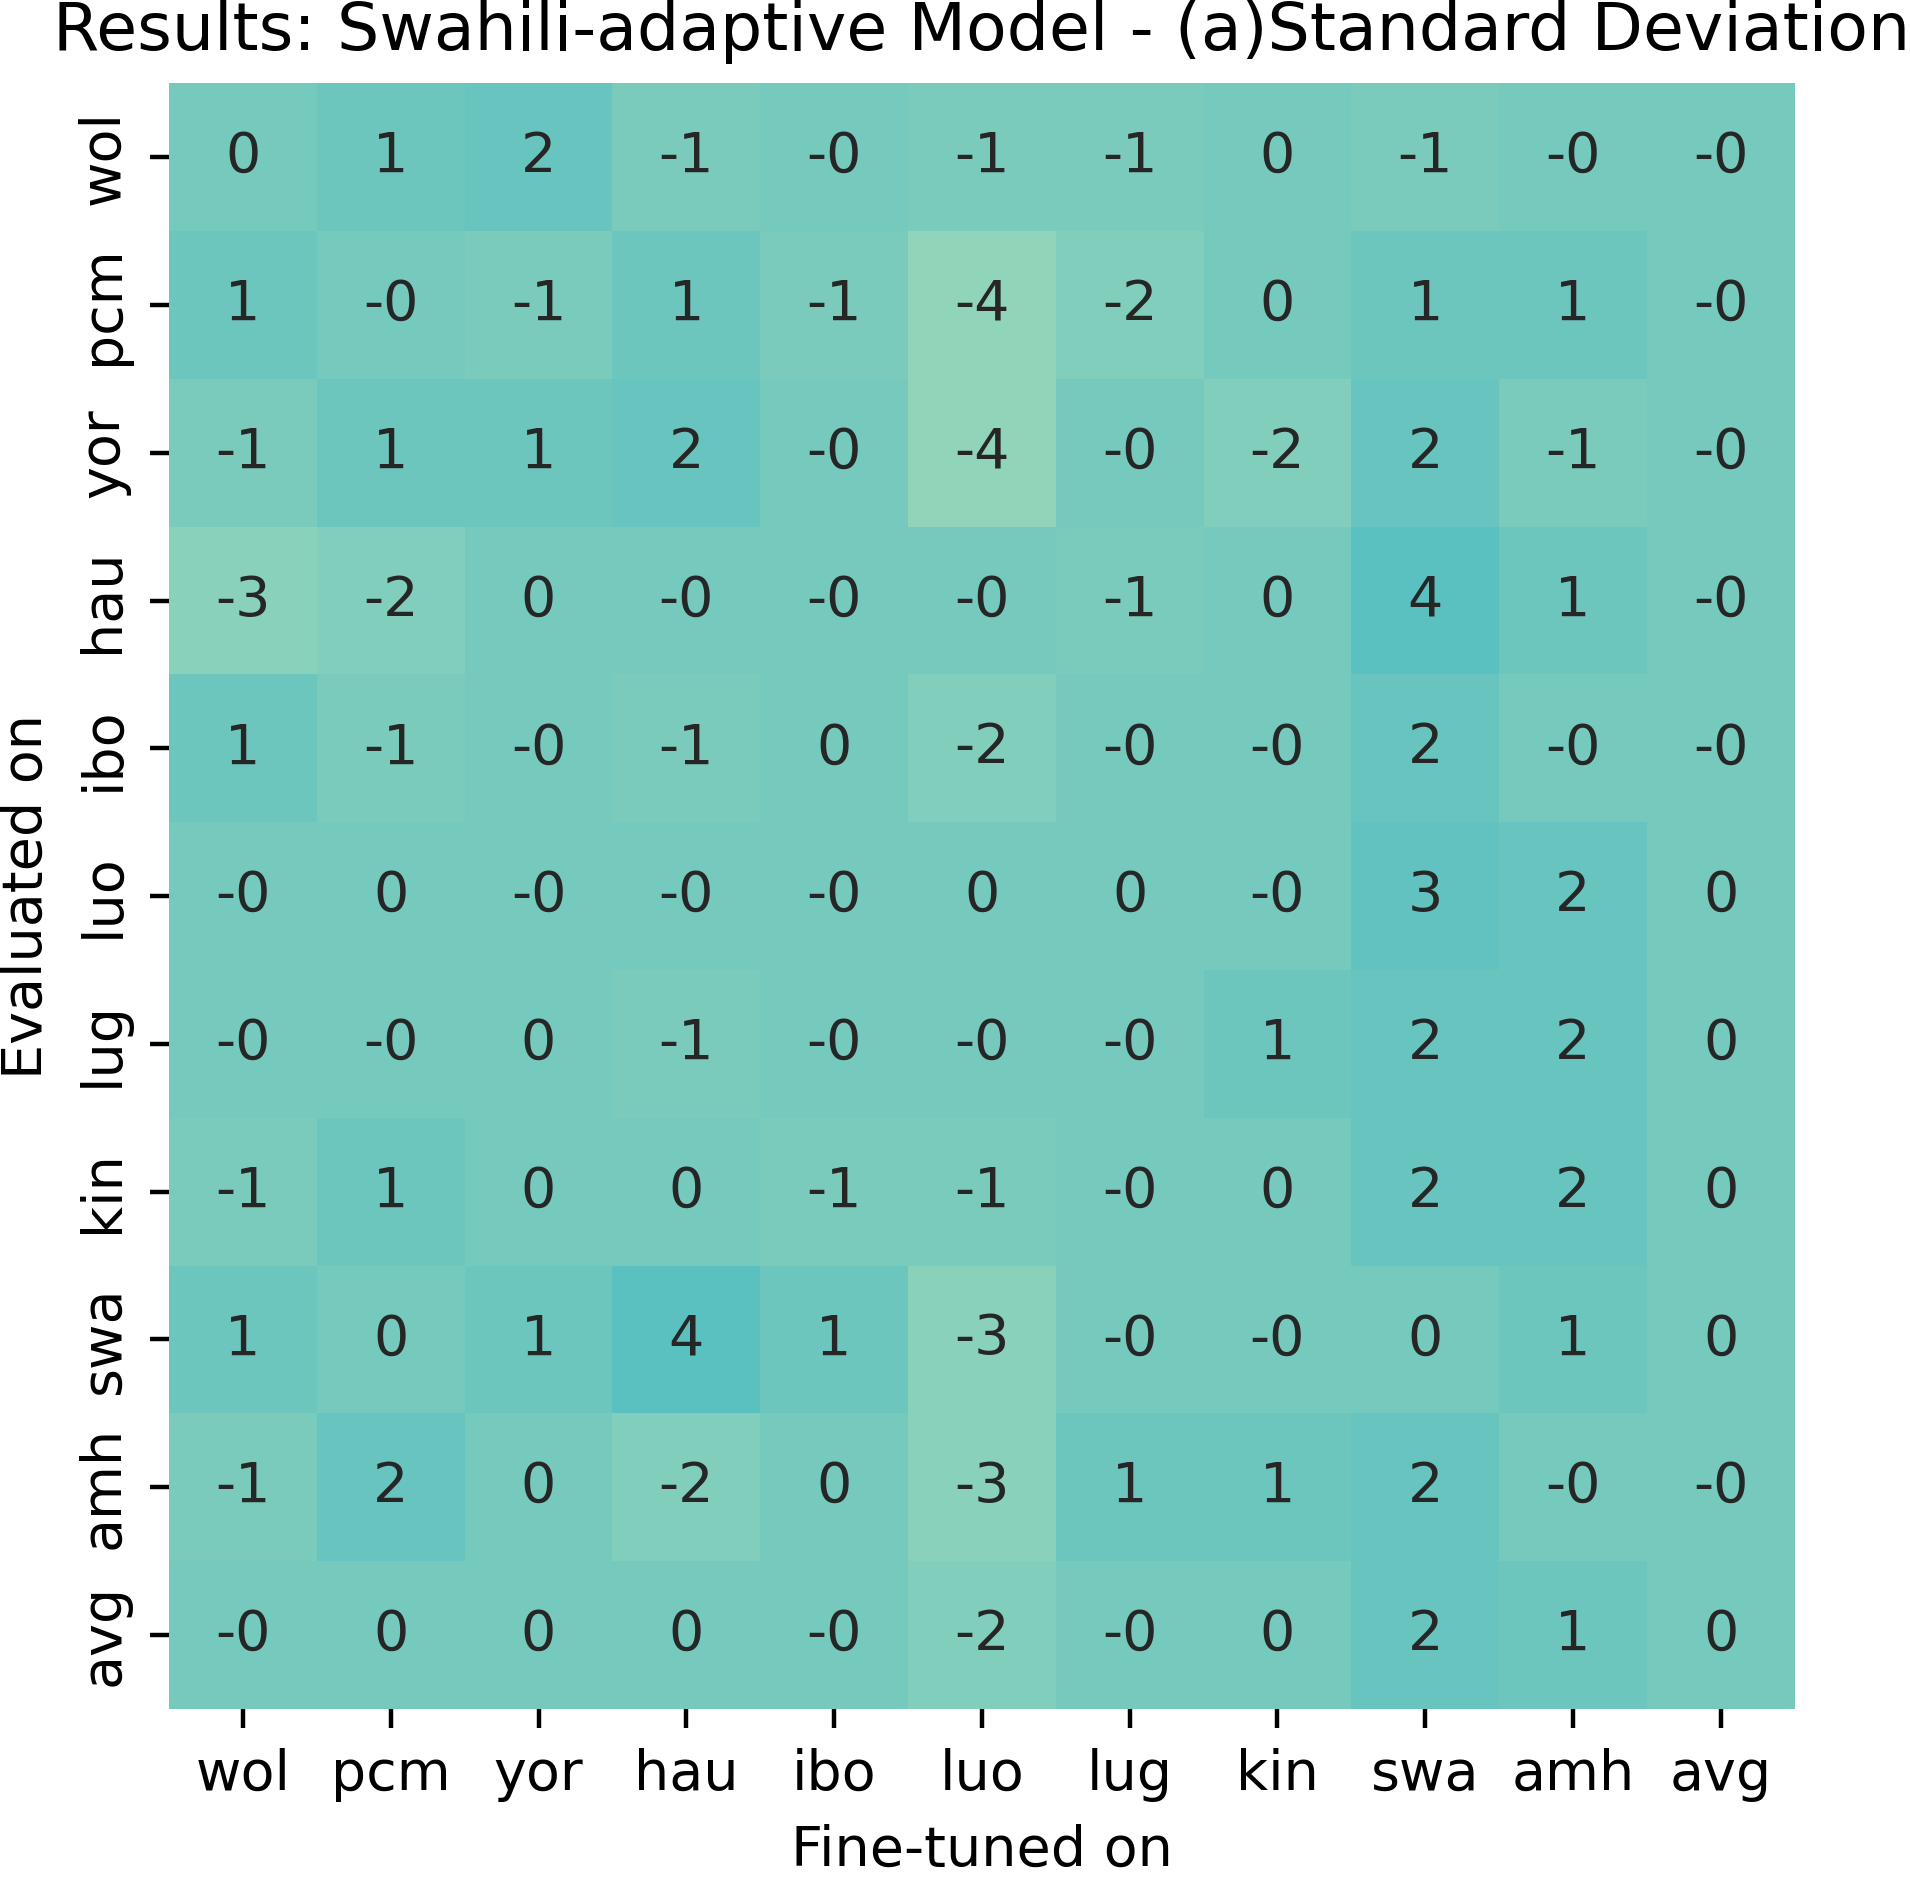 Results: Swahili-adaptive Model - (a)Standard Deviation
Evaluated on
wol 0 1 2 -1 -0 -1 -1 0 -1 -0 -0
pcm 1 -0 -1 1 -1 -4 -2 0 1 1 -0
yor -1 1 1 2 -0 -4 -0 -2 2 -1 -0
hau -3 -2 0 -0 -0 -0 -1 0 4 1 -0
ibo 1 -1 -0 -1 0 -2 -0 -0 2 -0 -0
luo -0 0 -0 -0 -0 0 0 -0 3 2 0
lug -0 -0 0 -1 -0 -0 -0 1 2 2 0
kin -1 1 0 0 -1 -1 -0 0 2 2 0
swa 1 0 1 4 1 -3 -0 -0 0 1 0
amh -1 2 0 -2 0 -3 1 1 2 -0 -0
avg -0 0 0 0 -0 -2 -0 0 2 1 0
wol pcm yor hau ibo luo lug kin swa amh avg
Fine-tuned on